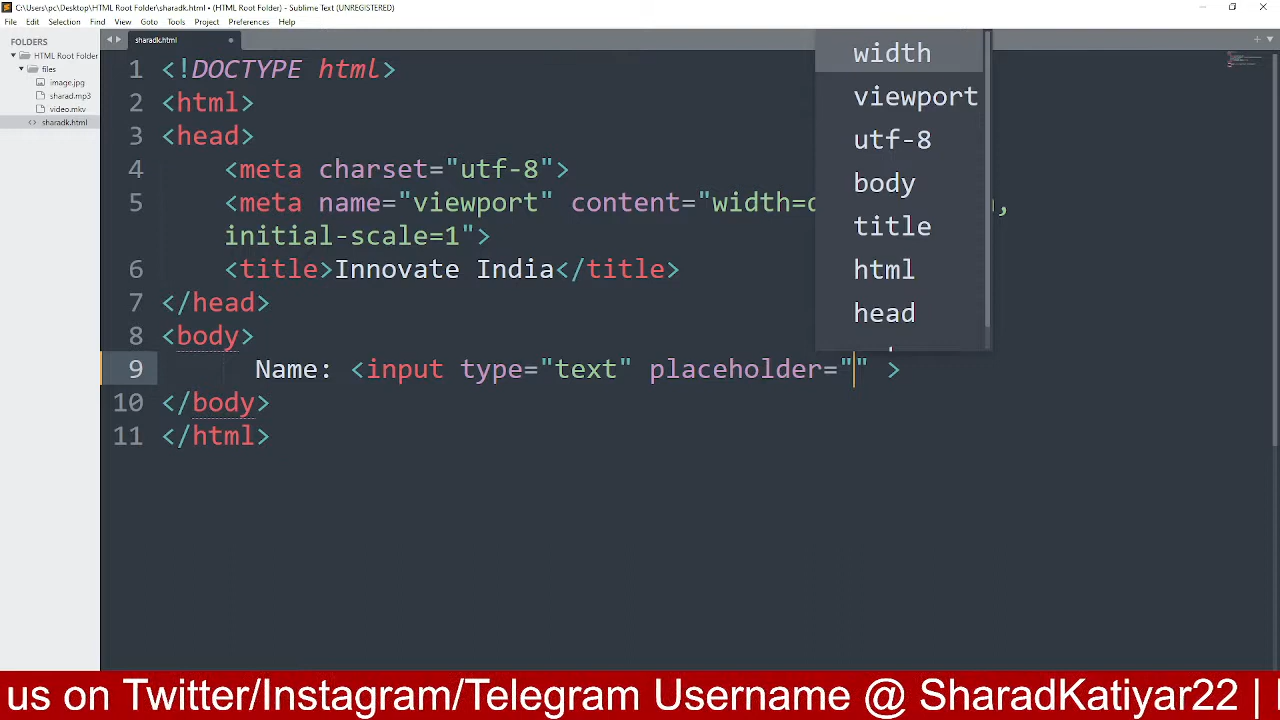 C:\Users\pc\Desktop\HTML Root Folder\sharadk.html • (HTML Root Folder) - Sublime Text (UNREGISTERED)
File Edit Selection Find View Goto Tools Project Preferences Help
FOLDERS
HTML Root Folder
files
image.jpg
sharad.mp3
video.mkv
sharadk.html
sharadk.html
1 <!DOCTYPE html>
2 <html>
3 <head>
4 <meta charset="utf-8">
5 <meta name="viewport" content="width=
initial-scale=1">
6 <title>Innovate India</title>
7 </head>
8 <body>
9 Name: <input type="text" placeholder="" >
10 </body>
11 </html>
width
viewport
utf-8
body
title
html
head
us on Twitter/Instagram/Telegram Username @ SharadKatiyar22 |